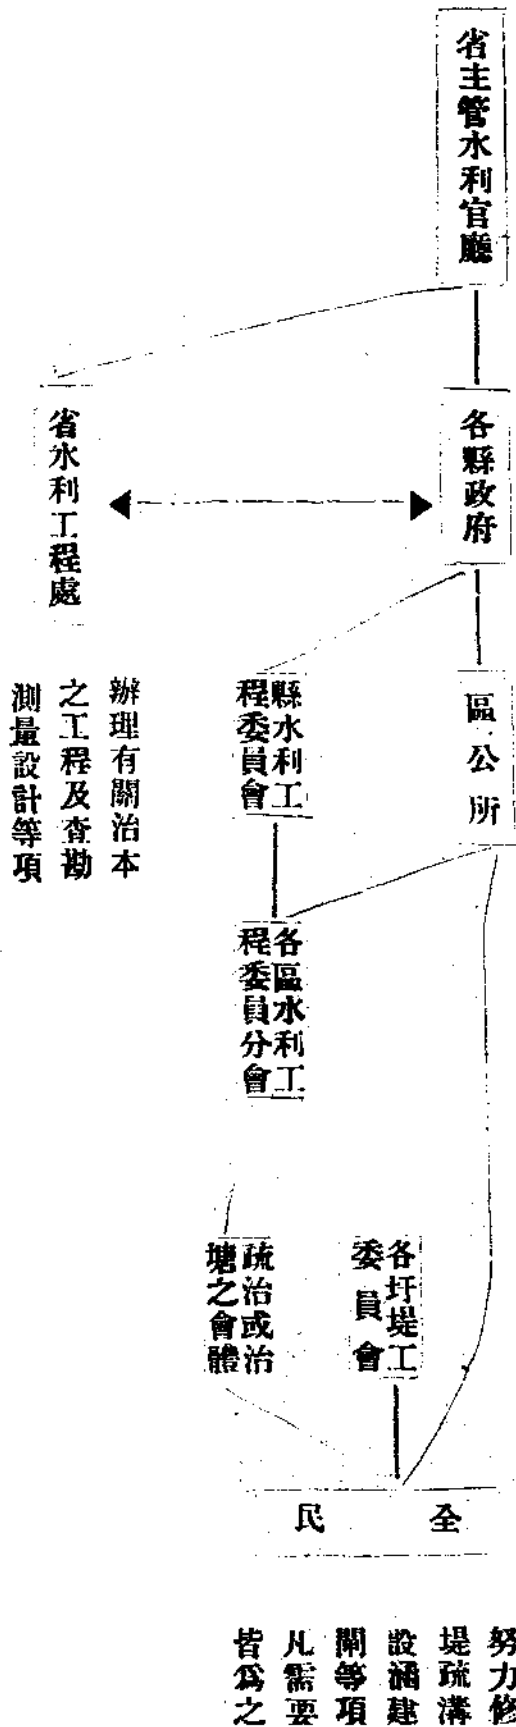 省主管水利官廳
各縣政府
省水利工程處
辦理有關治本
之工程及查勘
測量設計等項
區公所
縣水利工
程委員會
各區水利工
程委員分會
各圩堤工
委員會
疏治或治
塘之會體
全民
努力修
堤疏溝
設涵建
閘等項
凡需要
皆爲之